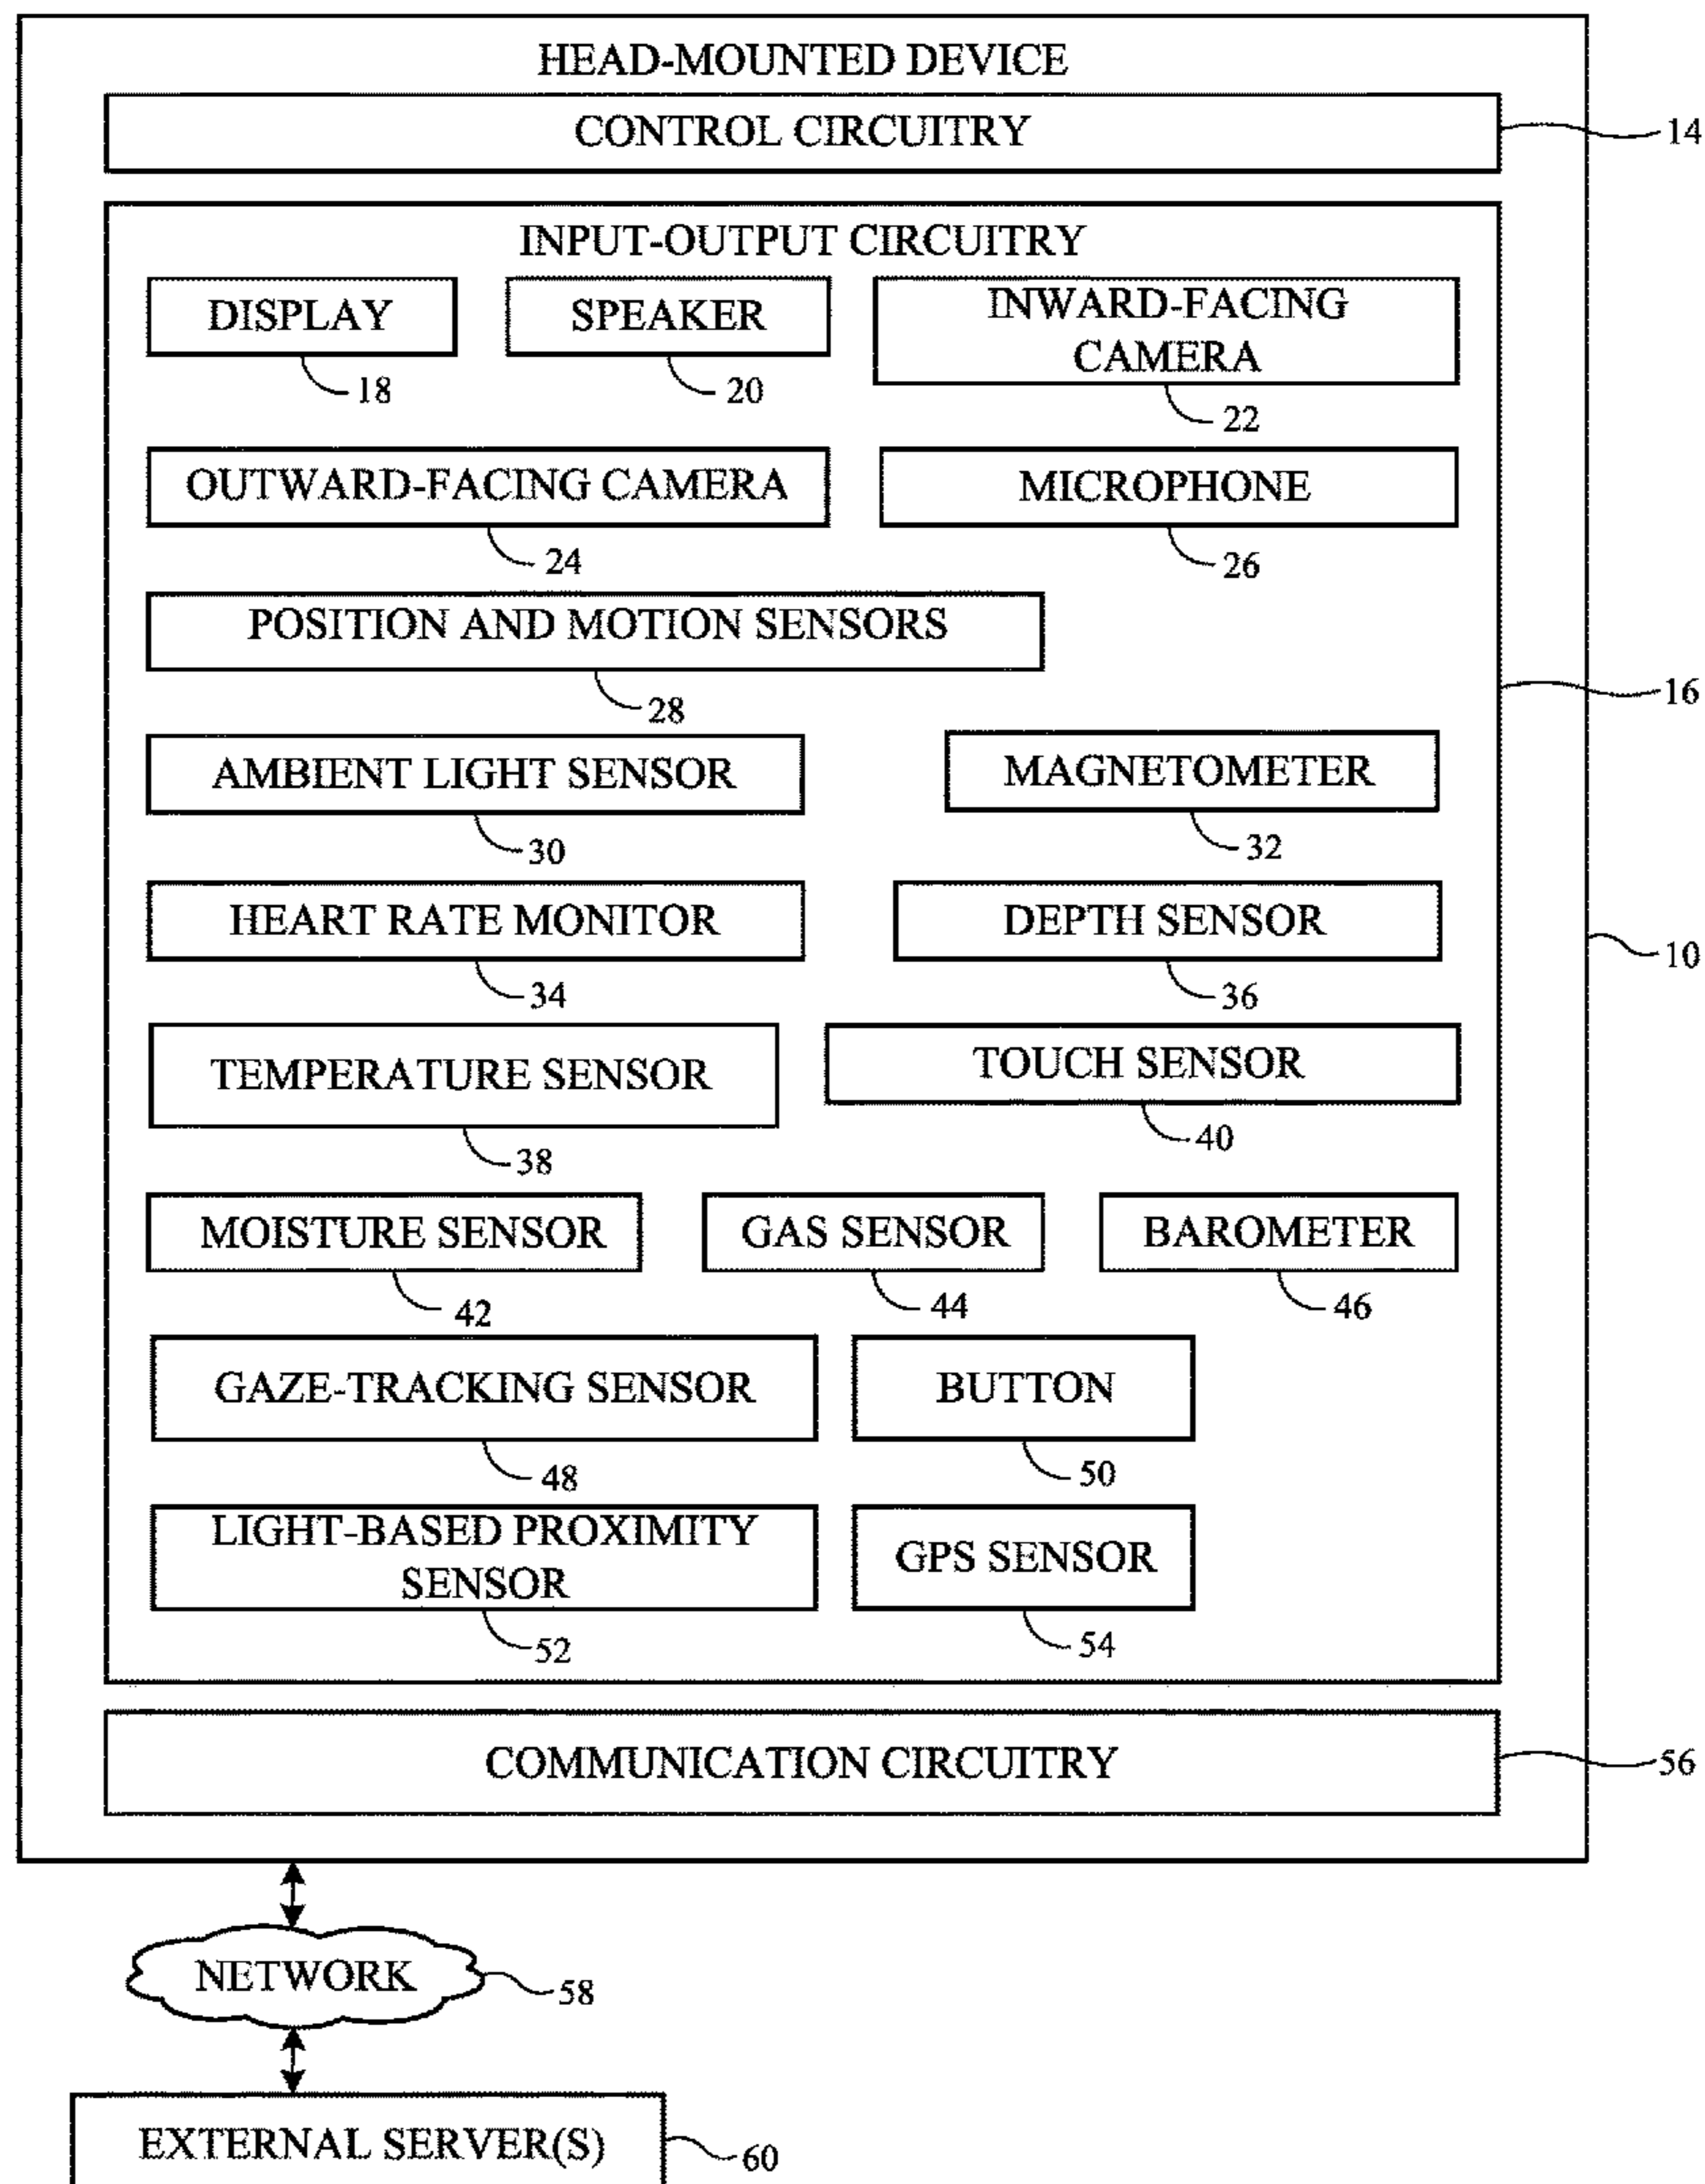 HEAD-MOUNTED DEVICE
CONTROL CIRCUITRY
14
INPUT-OUTPUT CIRCUITRY
DISPLAY
18
SPEAKER
20
INWARD-FACING
CAMERA
22
OUTWARD-FACING CAMERA
24
MICROPHONE
26
POSITION AND MOTION SENSORS
28
16
AMBIENT LIGHT SENSOR
30
MAGNETOMETER
32
HEART RATE MONITOR
34
DEPTH SENSOR
36
10
TEMPERATURE SENSOR
38
TOUCH SENSOR
40
MOISTURE SENSOR
42
GAS SENSOR
44
BAROMETER
46
GAZE-TRACKING SENSOR
48
BUTTON
50
LIGHT-BASED PROXIMITY
SENSOR
52
GPS SENSOR
54
COMMUNICATION CIRCUITRY
56
NETWORK
58
EXTERNAL SERVER(S)
60